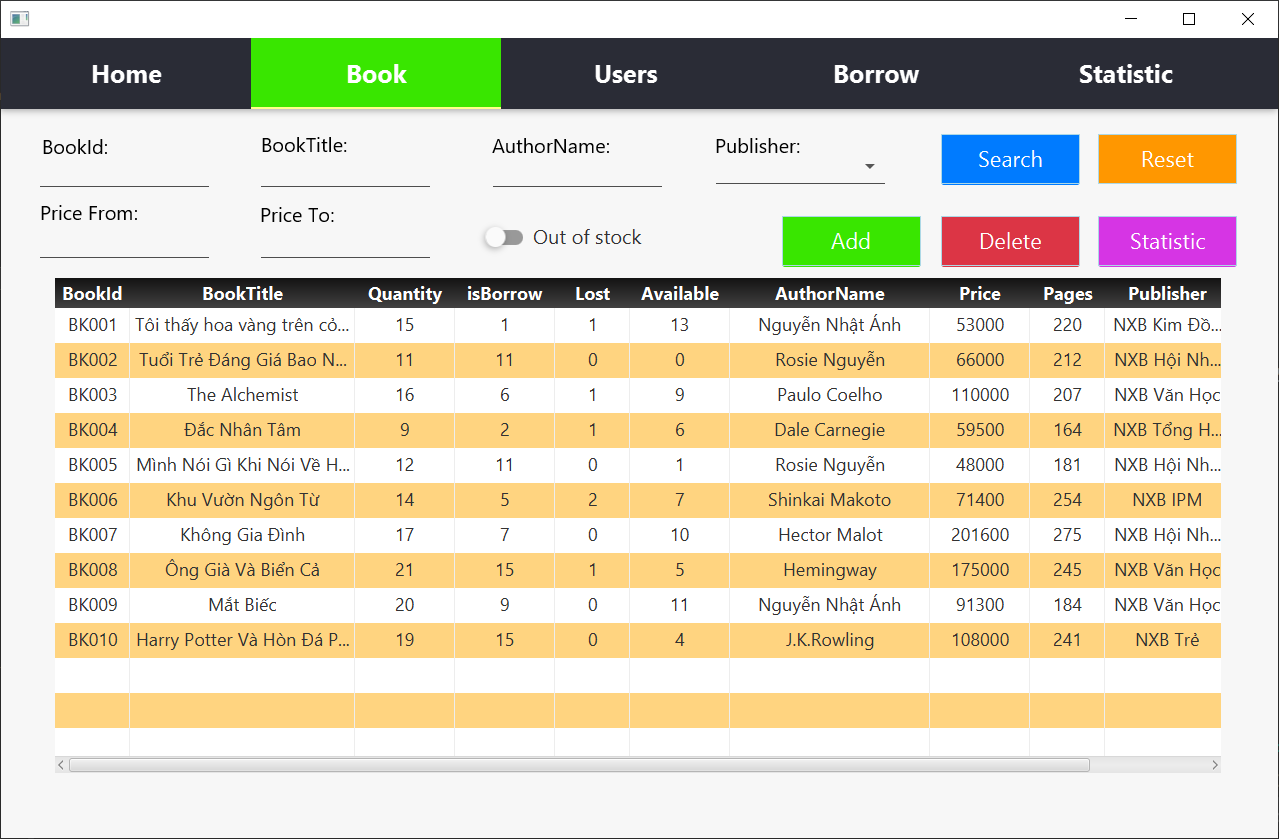 Home Book Users Borrow Statistic
BookId: BookTitle: AuthorName: Publisher: Search Reset
Price From: Price To: Out of stock Add Delete Statistic
BookId BookTitle Quantity isBorrow Lost Available AuthorName Price Pages Publisher
BK001 Tôi thấy hoa vàng trên cỏ... 15 1 1 13 Nguyễn Nhật Ánh 53000 220 NXB Kim Đồ...
BK002 Tuổi Trẻ Đáng Giá Bao N... 11 11 0 0 Rosie Nguyễn 66000 212 NXB Hội Nh...
BK003 The Alchemist 16 6 1 9 Paulo Coelho 110000 207 NXB Văn Học
BK004 Đắc Nhân Tâm 9 2 1 6 Dale Carnegie 59500 164 NXB Tổng H...
BK005 Mình Nói Gì Khi Nói Về H... 12 11 0 1 Rosie Nguyễn 48000 181 NXB Hội Nh...
BK006 Khu Vườn Ngôn Từ 14 5 2 7 Shinkai Makoto 71400 254 NXB IPM
BK007 Không Gia Đình 17 7 0 10 Hector Malot 201600 275 NXB Hội Nh...
BK008 Ông Già Và Biển Cả 21 15 1 5 Hemingway 175000 245 NXB Văn Học
BK009 Mắt Biếc 20 9 0 11 Nguyễn Nhật Ánh 91300 184 NXB Văn Học
BK010 Harry Potter Và Hòn Đá P... 19 15 0 4 J.K.Rowling 108000 241 NXB Trẻ